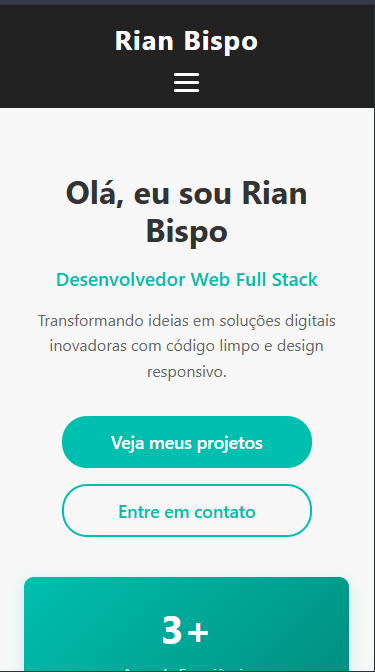 Rian Bispo
Olá, eu sou Rian
Bispo
Desenvolvedor Web Full Stack
Transformando ideias em soluções digitais
inovadoras com código limpo e design
responsivo.
Veja meus projetos
Entre em contato
3+